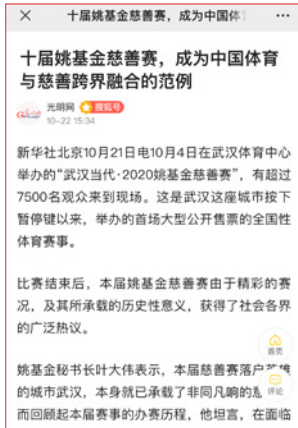 十届姚基金慈善赛，成为中国体
十届姚基金慈善赛，成为中国体育
与慈善跨界融合的范例
光明网 搜狐号
10-22 15:34
新华社北京10月21日电10月4日在武汉体育中心
举办的“武汉当代·2020姚基金慈善赛”，有超过
7500名观众来到现场。这是武汉这座城市按下
暂停键以来，举办的首场大型公开售票的全国性
体育赛事。
比赛结束后，本届姚基金慈善赛由于精彩的赛
况，及其所承载的历史性意义，获得了社会各界
的广泛热议。
首页
姚基金秘书长叶大伟表示，本届慈善赛落户英雄
的城市武汉，本身就已承载了非同凡响的意
评论
而回顾起本届赛事的办赛历程，他坦言，在面临